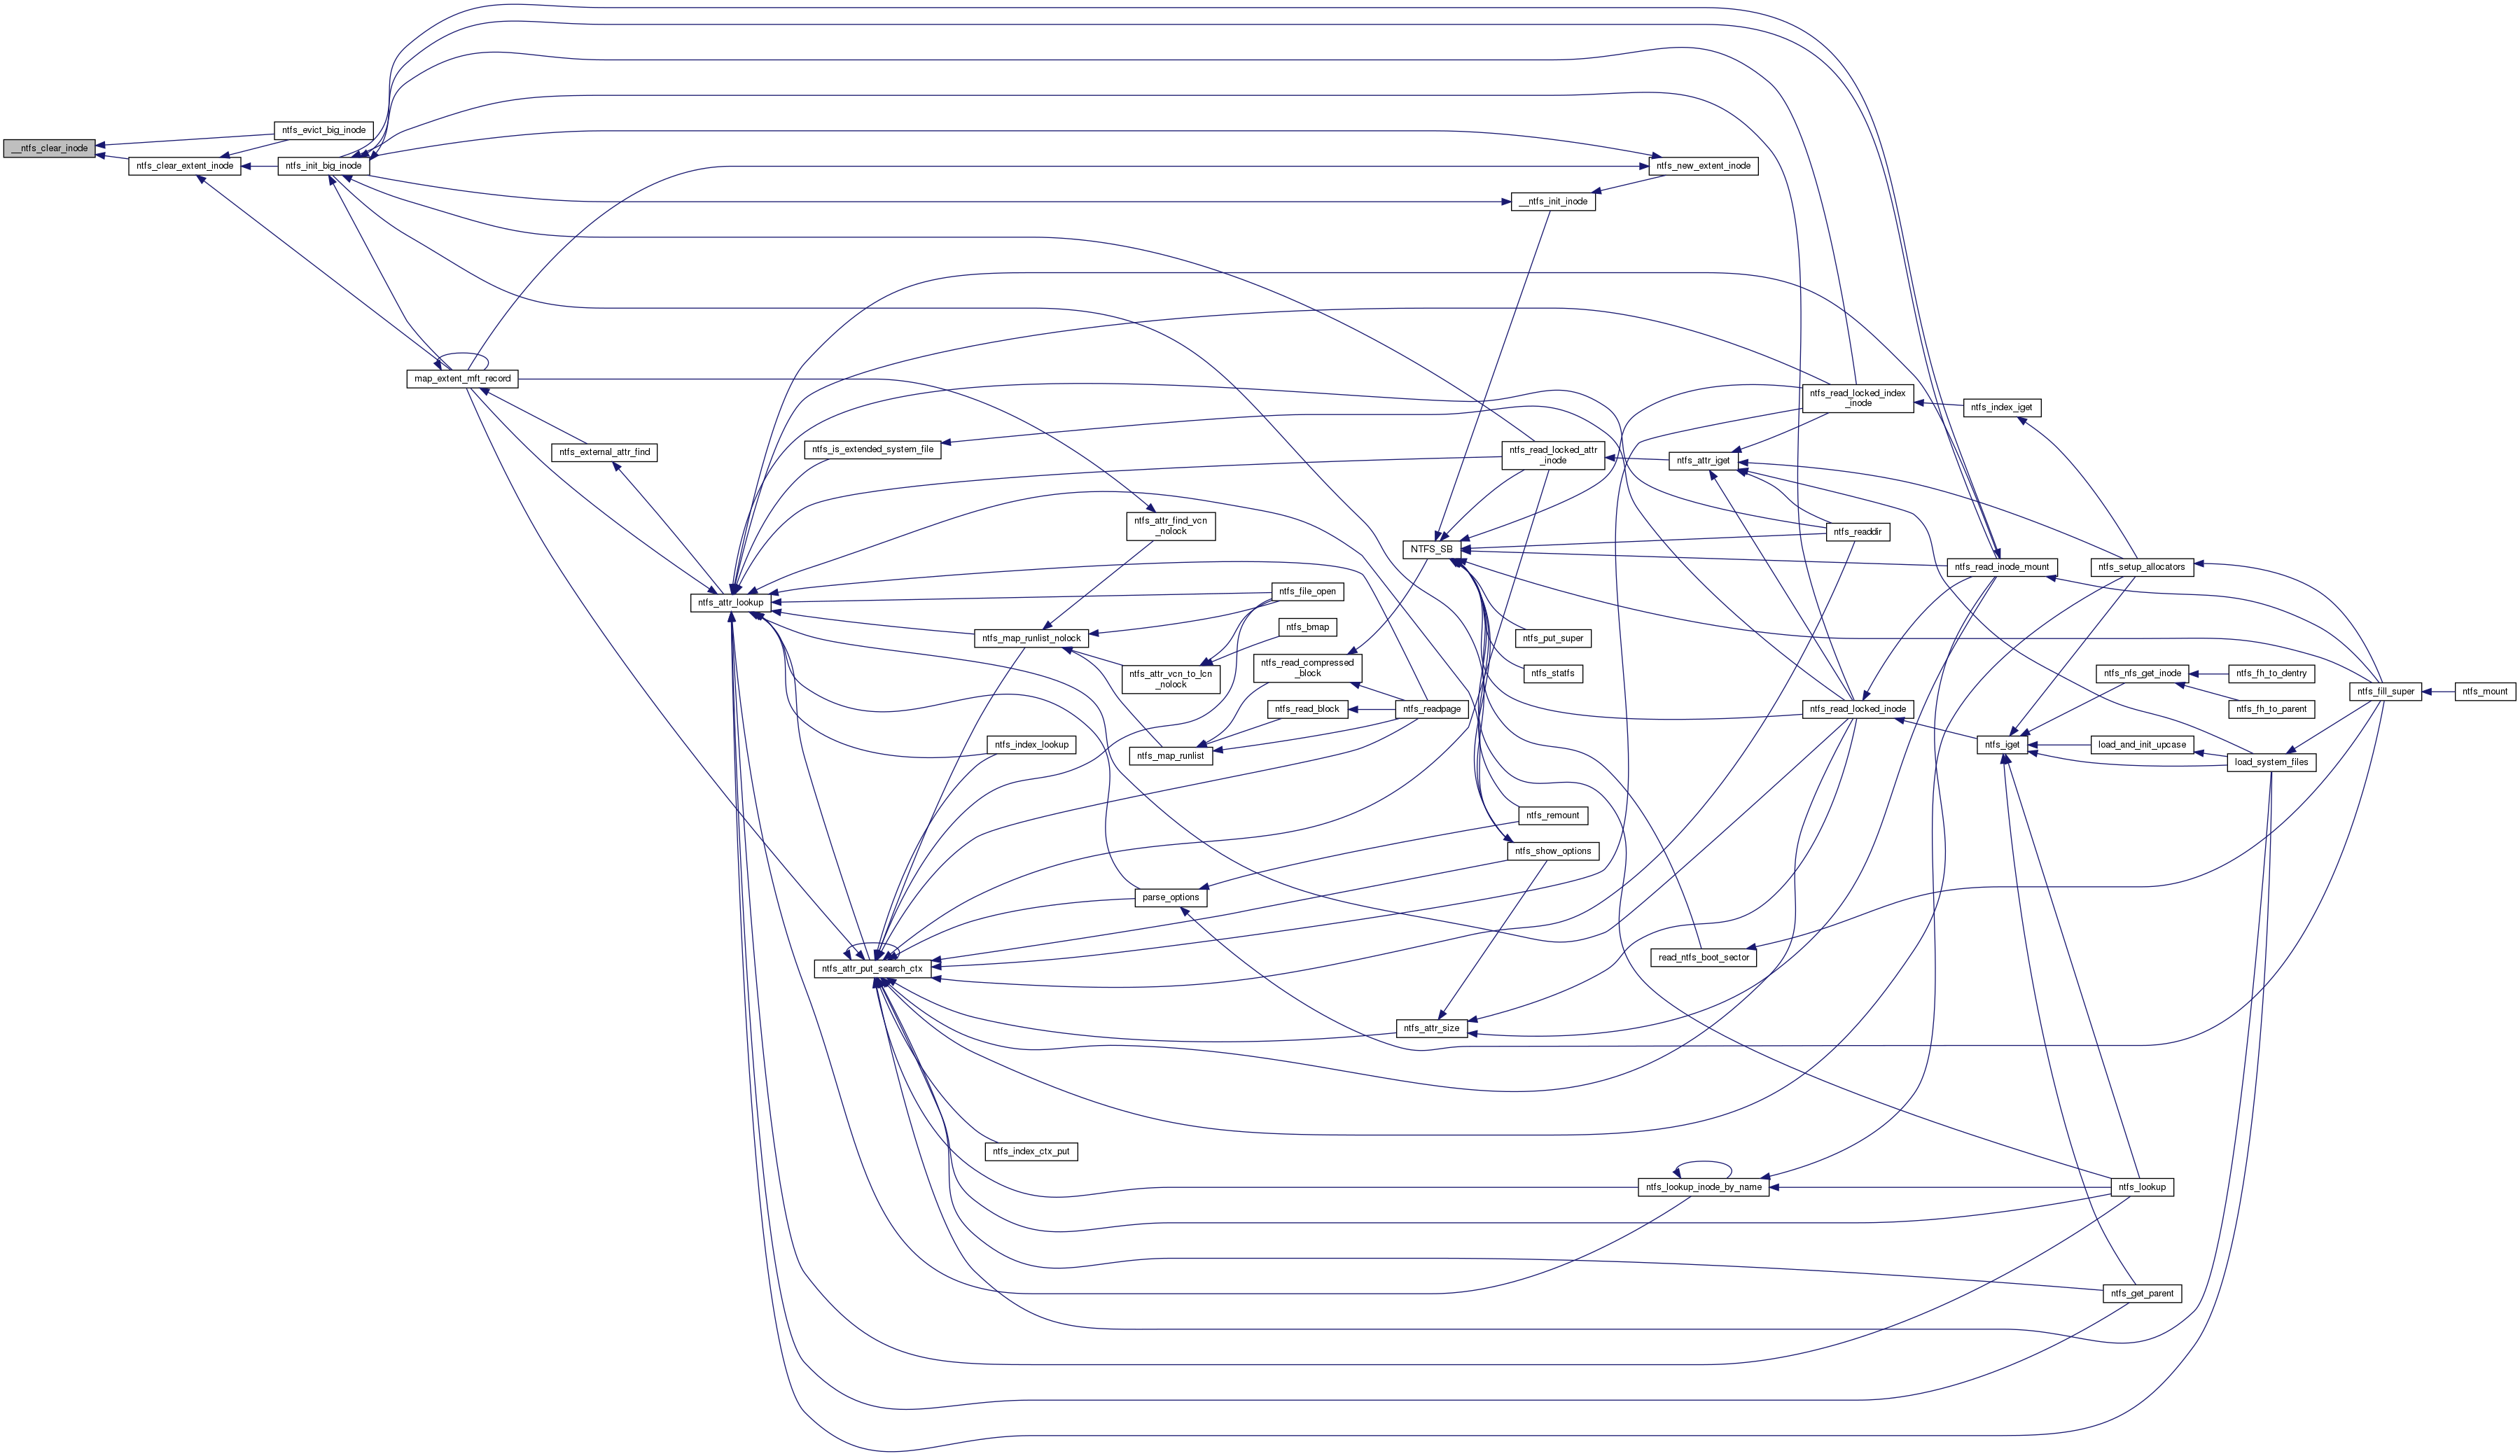 __ntfs_clear_inode
ntfs_evict_big_inode
ntfs_clear_extent_inode
ntfs_init_big_inode
map_extent_mft_record
ntfs_external_attr_find
ntfs_attr_lookup
ntfs_is_extended_system_file
ntfs_attr_put_search_ctx
ntfs_map_runlist_nolock
ntfs_index_lookup
ntfs_index_ctx_put
ntfs_attr_find_vcn
_nolock
ntfs_attr_vcn_to_lcn
_nolock
ntfs_map_runlist
parse_options
ntfs_file_open
ntfs_bmap
ntfs_read_compressed
_block
ntfs_read_block
NTFS_SB
ntfs_readpage
ntfs_attr_size
__ntfs_init_inode
ntfs_read_locked_attr
_inode
ntfs_put_super
ntfs_statfs
ntfs_remount
ntfs_show_options
ntfs_new_extent_inode
ntfs_attr_iget
read_ntfs_boot_sector
ntfs_lookup_inode_by_name
ntfs_read_locked_index
_inode
ntfs_readdir
ntfs_read_locked_inode
ntfs_index_iget
ntfs_read_inode_mount
ntfs_iget
ntfs_setup_allocators
ntfs_nfs_get_inode
load_and_init_upcase
ntfs_lookup
ntfs_get_parent
ntfs_fh_to_dentry
ntfs_fh_to_parent
load_system_files
ntfs_fill_super
ntfs_mount